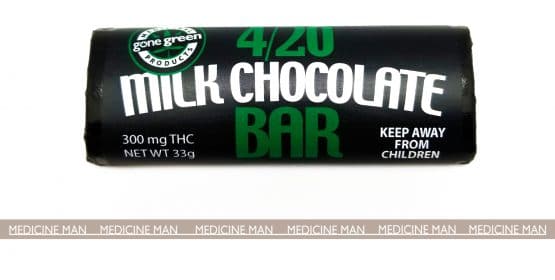 gone green
PRODUCTS
4/20
MILK CHOCOLATE
BAR
300 mg THC
NET WT 33g
KEEP AWAY
FROM
CHILDREN
MEDICINE MAN MEDICINE MAN MEDICINE MAN MEDICINE MAN MEDICINE MAN MEDICINE MAN